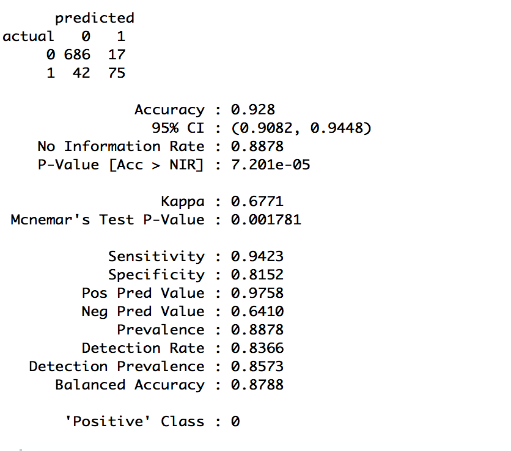 predicted
actual 0 1
0 686 17
1 42 75
Accuracy : 0.928
95% CI : (0.9082, 0.9448)
No Information Rate : 0.8878
P-Value [Acc > NIR] : 7.201e-05
Kappa : 0.6771
Mcnemar's Test P-Value : 0.001781
Sensitivity : 0.9423
Specificity : 0.8152
Pos Pred Value : 0.9758
Neg Pred Value : 0.6410
Prevalence : 0.8878
Detection Rate : 0.8366
Detection Prevalence : 0.8573
Balanced Accuracy : 0.8788
'Positive' Class : 0